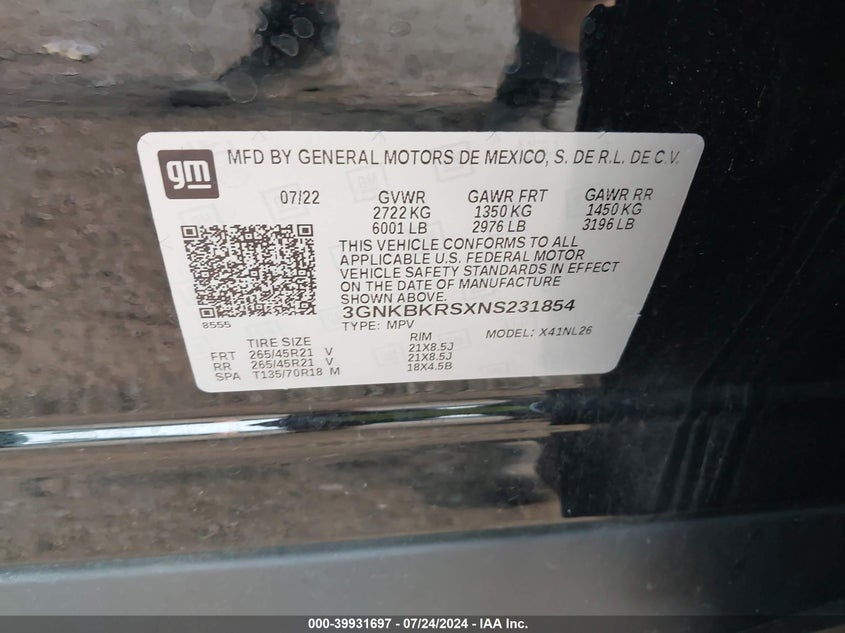 gm
MFD BY GENERAL MOTORS DE MEXICO, S. DE R.L. DE C.V.
07/22 GVWR GAWR FRT GAWR RR
2722 KG 1350 KG 1450 KG
6001 LB 2976 LB 3196 LB
THIS VEHICLE CONFORMS TO ALL
APPLICABLE U.S. FEDERAL MOTOR
VEHICLE SAFETY STANDARDS IN EFFECT
ON THE DATE OF MANUFACTURE
SHOWN ABOVE.
3GNKBKRSXNS231854
8555
TYPE: MPV MODEL: X41NL26
TIRE SIZE RIM
FRT 265/45R21 V 21X8.5J
RR 265/45R21 V 21X8.5J
SPA T135/70R18 M 18X4.5B
000-39931697 - 07/24/2024 - IAA Inc.